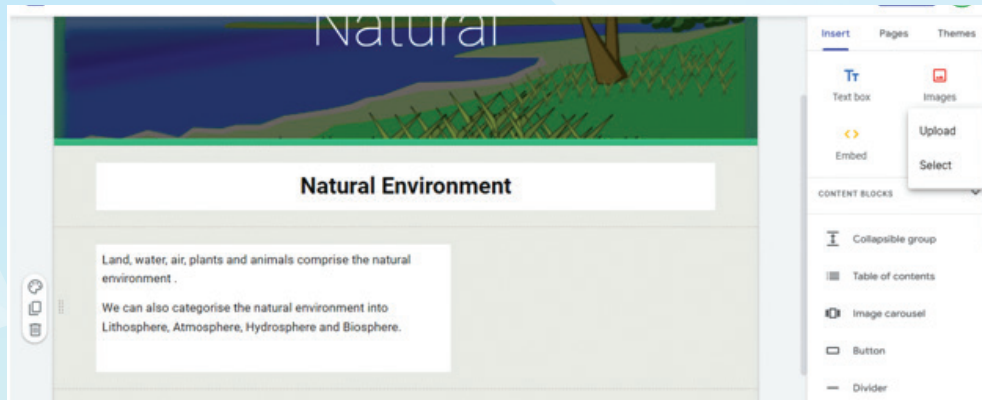 Natural
Natural Environment
Land, water, air, plants and animals comprise the natural
environment .
We can also categorise the natural environment into
Lithosphere, Atmosphere, Hydrosphere and Biosphere.
Insert Pages Themes
Tт
Text box Images
Embed
Upload
Select
CONTENT BLOCKS
Collapsible group
Table of contents
Image carousel
Button
Divider